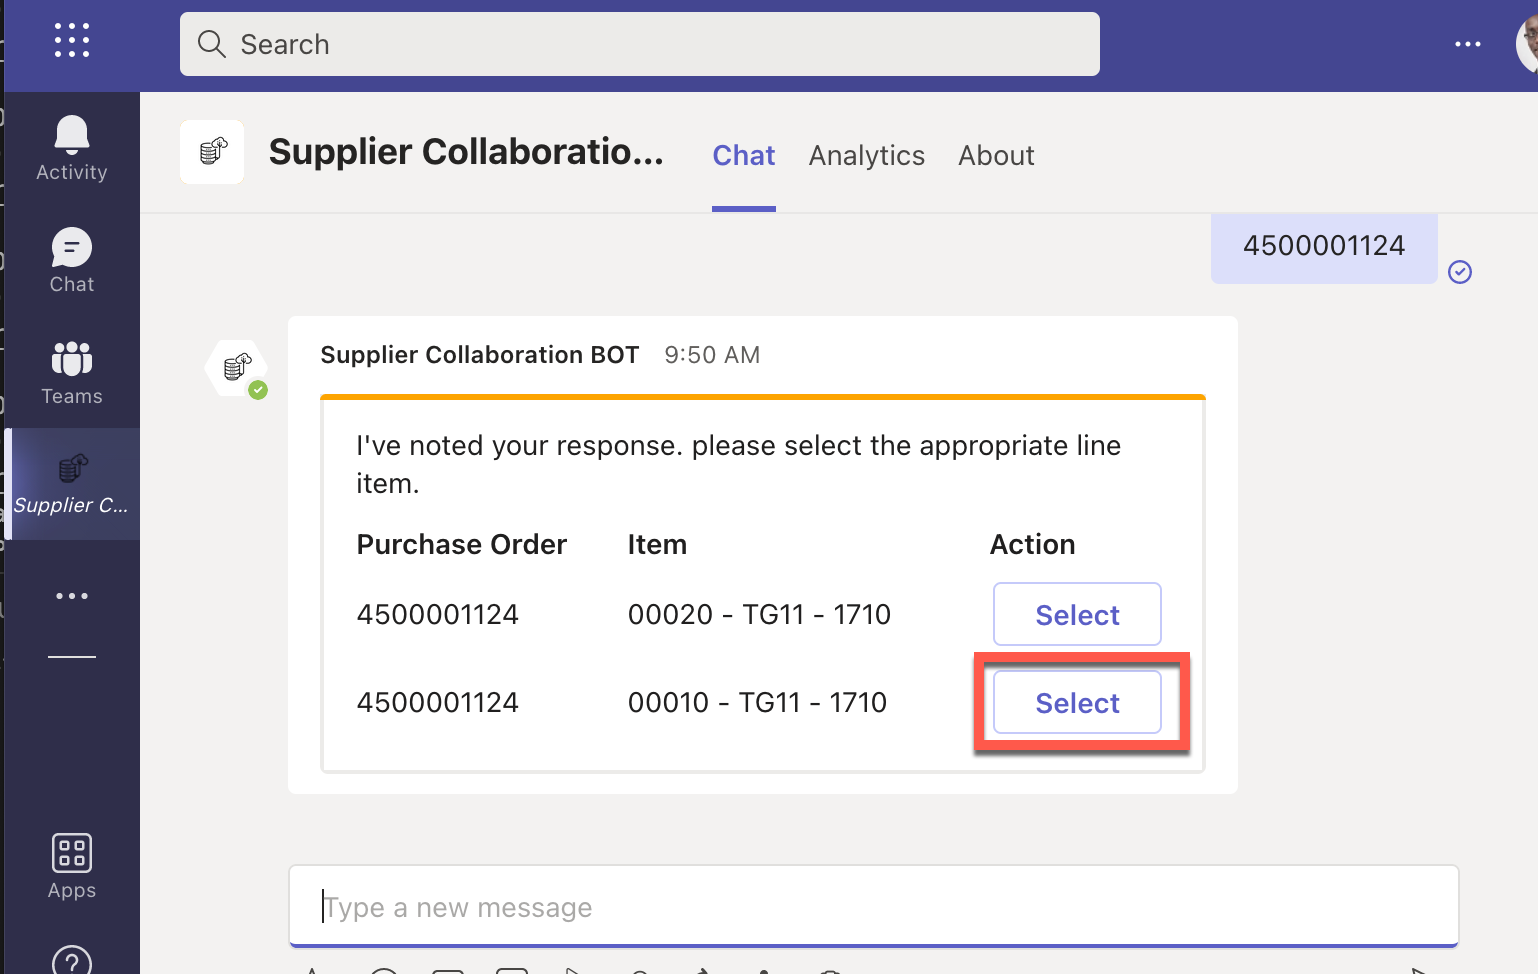 Search
Activity
Chat
Teams
Supplier C...
Apps
Supplier Collaboratio...
Chat Analytics About
4500001124
Supplier Collaboration BOT 9:50 AM
I've noted your response. please select the appropriate line
item.
Purchase Order Item Action
4500001124 00020 - TG11 - 1710 Select
4500001124 00010 - TG11 - 1710 Select
Type a new message